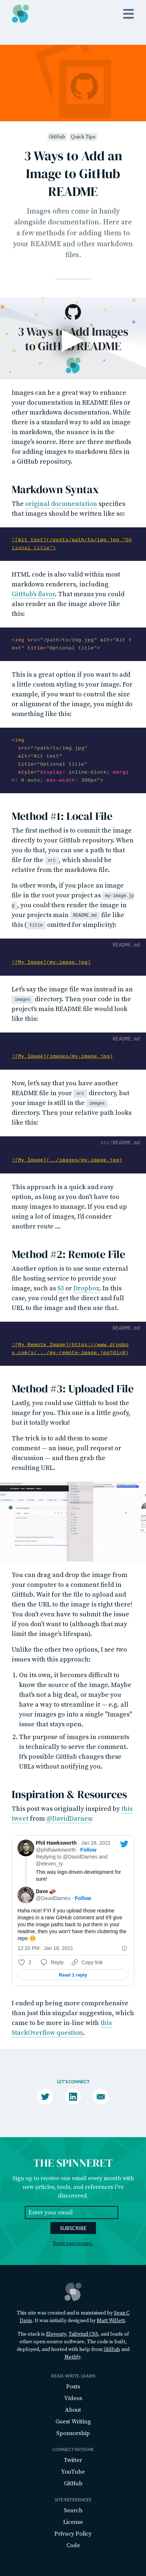 GitHub Quick Tips
3 Ways to Add an
Image to GitHub
README
Images often come in handy
alongside documentation. Here are
a few methods for adding them to
your README and other markdown
files.
3 Ways to Add Images
to GitHub README
Images can be a great way to enhance
your documentation in README files or
other markdown documentation. While
there is a standard way to add an image
in markdown, the nuance is in the
image's source. Here are three methods
for adding images to markdown files in
a GitHub repository.
Markdown Syntax
The original documentation specifies
that images should be written like so:
![Alt text](/posts/path/to/img.jpg "Op
tional title")
HTML code is also valid within most
markdown renderers, including
GitHub's flavor. That means you could
also render an the image above like
this:
<img src="/path/to/img.jpg" alt="Alt t
ext" title="Optional title">
This is a great option if you want to add
a little custom styling to your image. For
example, if you wanted to control the
size of the image, you might go to do
something like this:
<img
src="/path/to/img.jpg"
alt="Alt text"
title="Optional title"
style="display: inline-block; margi
n: 0 auto; max-width: 300px">
Method #1: Local File
The first method is to commit the image
directly to your GitHub repository. When
you do that, you can use a path to that
file for the src, which should be
relative to from the markdown file.
In other words, if you place an image
file in the root your project as my-image.jp
g, you could then render the image in
your project's main README.md file like
this ( title omitted for simplicity):
README.md
![My Image](my-image.jpg)
Let's say the image file was instead in an
images directory. Then your code in the
project's main README file would look
like this:
README.md
![My Image](images/my-image.jpg)
Now, let's say that you have another
README file in your src directory, but
your image is still in the images
directory. Then your relative path looks
like this:
src/README.md
![My Image](../images/my-image.jpg)
This approach is a quick and easy
option, as long as you don't have too
many images to manage. If you end up
using a lot of images, I'd consider
another route ...
Method #2: Remote File
Another option is to use some external
file hosting service to provide your
image, such as S3 or Dropbox. In this
case, you could get the direct and full
URL to the image and then use that.
README.md
![My Remote Image](https://www.dropbo
x.com/s/.../my-remote-image.jpg?dl=0)
Method #3: Uploaded File
Lastly, you could use GitHub to host the
image for you. This one is a little goofy,
but it totally works!
The trick is to add them to some
comment — an issue, pull request or
discussion — and then grab the
resulting URL.
You can drag and drop the image from
your computer to a comment field in
GitHub. Wait for the file to upload and
then the URL to the image is right there!
You don't even have to submit the image
if you don't want to (although that may
limit the image's lifespan).
Unlike the other two options, I see two
issues with this approach:
1. On its own, it becomes difficult to
know the source of the image. Maybe
that's not a big deal, or maybe you
have a way to streamline it — e.g. all
your images go into a single "Images"
issue that stays open.
2. The purpose of images in comments
is technically to serve the comment.
It's possible GitHub changes these
URLs without notifying you.
Inspiration & Resources
This post was originally inspired by this
tweet from @DavidDarnes:
Phil Hawksworth · Jan 18, 2021
@philhawksworth · Follow
Replying to @DavidDarnes and
@eleven_ty
This was logo-driven-development for
sure!
Dave
@DavidDarnes · Follow
Haha nice! FYI if you upload those readme
images in a new GitHub comment and get grab
the image paths back to put them in your
readme, and then you won't have them cluttering the
repo
12:10 PM · Jan 18, 2021
2 Reply Copy link
Read 1 reply
I ended up needing more comprehensive
than just this singular suggestion, which
came to be more in-line with this
StackOverflow question.
LET'S CONNECT
THE SPINNERET
Sign up to receive one email every month with
new articles, tools, and features I've
discovered.
Enter your email
SUBSCRIBE
Read past issues.
This site was created and is maintained by Sean C
Davis. It was initially designed by Matt Willett.
The stack is Eleventy, Tailwind CSS, and loads of
other open source software. The code is built,
deployed, and hosted with help from GitHub and
Netlify.
READ, WRITE, LEARN
Posts
Videos
About
Guest Writing
Sponsorship
CONNECT WITH ME
Twitter
YouTube
GitHub
SITE REFERENCES
Search
License
Privacy Policy
Code